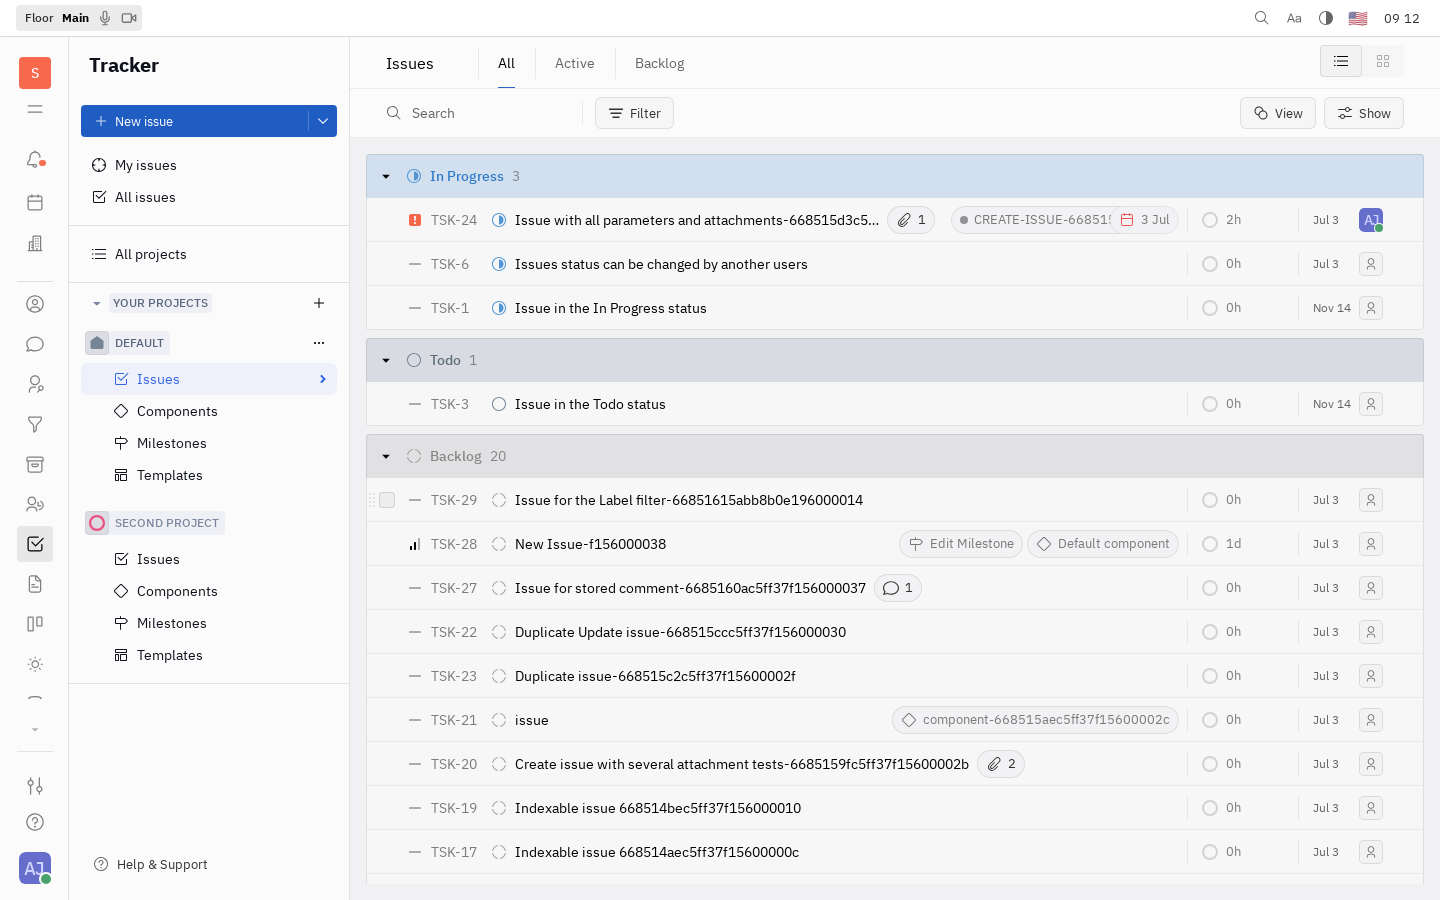 Floor Main
Aa
09 12
S
Tracker
New issue
My issues
All issues
All projects
YOUR PROJECTS
DEFAULT
Issues
Components
Milestones
Templates
SECOND PROJECT
Issues
Components
Milestones
Templates
Help & Support
AJ
Issues
All
Active
Backlog
Search
Filter
View
Show
In Progress 3
TSK-24 Issue with all parameters and attachments-668515d3c5... 1 CREATE-ISSUE-66851 3 Jul 2h Jul 3 AJ
TSK-6 Issues status can be changed by another users 0h Jul 3
TSK-1 Issue in the In Progress status 0h Nov 14
Todo 1
TSK-3 Issue in the Todo status 0h Nov 14
Backlog 20
TSK-29 Issue for the Label filter-66851615abb8b0e196000014 0h Jul 3
TSK-28 New Issue-f156000038 Edit Milestone Default component 1d Jul 3
TSK-27 Issue for stored comment-6685160ac5ff37f156000037 1 0h Jul 3
TSK-22 Duplicate Update issue-668515ccc5ff37f156000030 0h Jul 3
TSK-23 Duplicate issue-668515c2c5ff37f15600002f 0h Jul 3
TSK-21 issue component-668515aec5ff37f15600002c 0h Jul 3
TSK-20 Create issue with several attachment tests-6685159fc5ff37f15600002b 2 0h Jul 3
TSK-19 Indexable issue 668514bec5ff37f156000010 0h Jul 3
TSK-17 Indexable issue 668514aec5ff37f15600000c 0h Jul 3